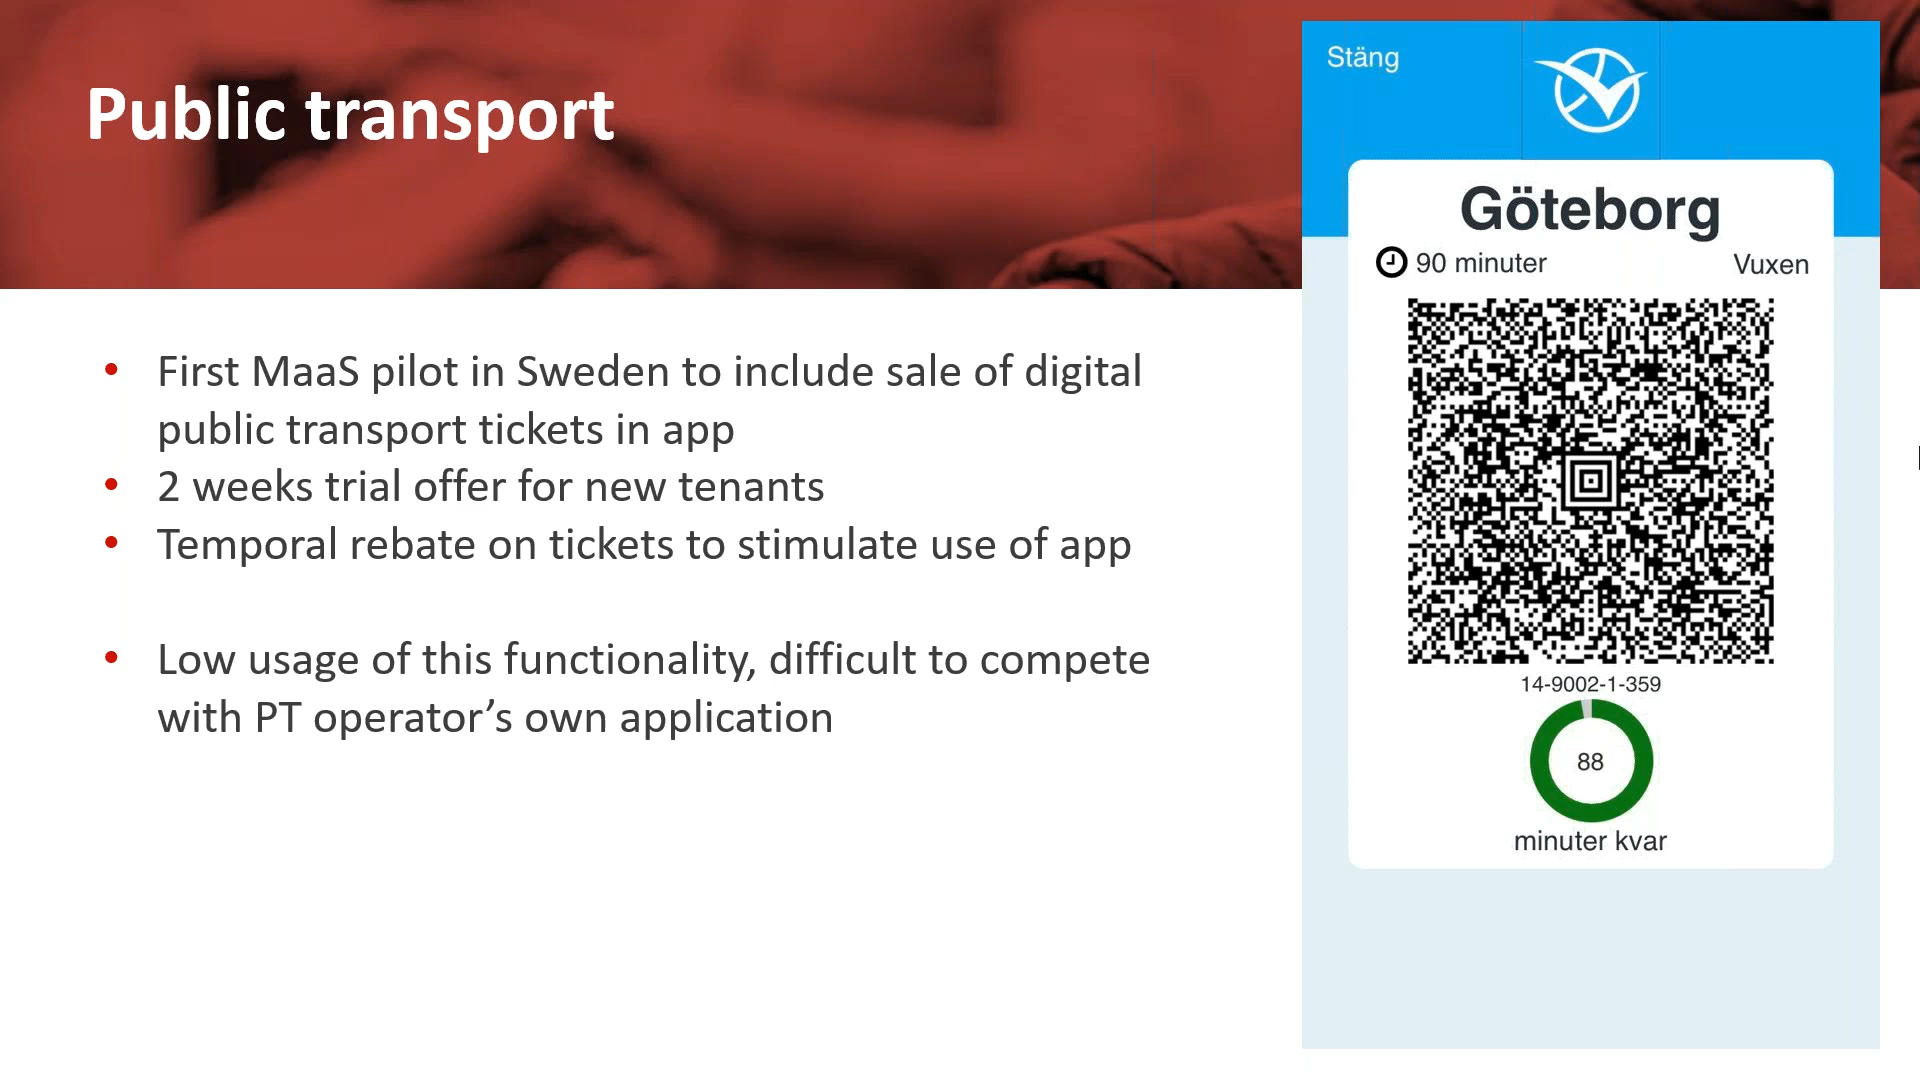 Public transport
• First MaaS pilot in Sweden to include sale of digital
public transport tickets in app
• 2 weeks trial offer for new tenants
• Temporal rebate on tickets to stimulate use of app
• Low usage of this functionality, difficult to compete
with PT operator’s own application
Stäng
Göteborg
90 minuter
Vuxen
14-9002-1-359
88
minuter kvar